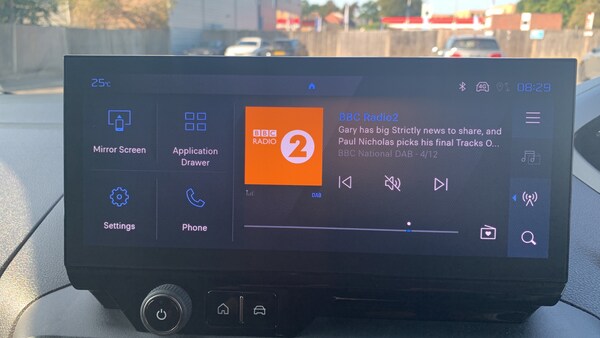 25°C
08:29
Mirror Screen
Application
Drawer
Settings
Phone
BBC
RADIO
2
BBC Radio2
Gary has big Strictly news to share, and
Paul Nicholas picks his final Tracks O...
BBC National DAB - 4/12